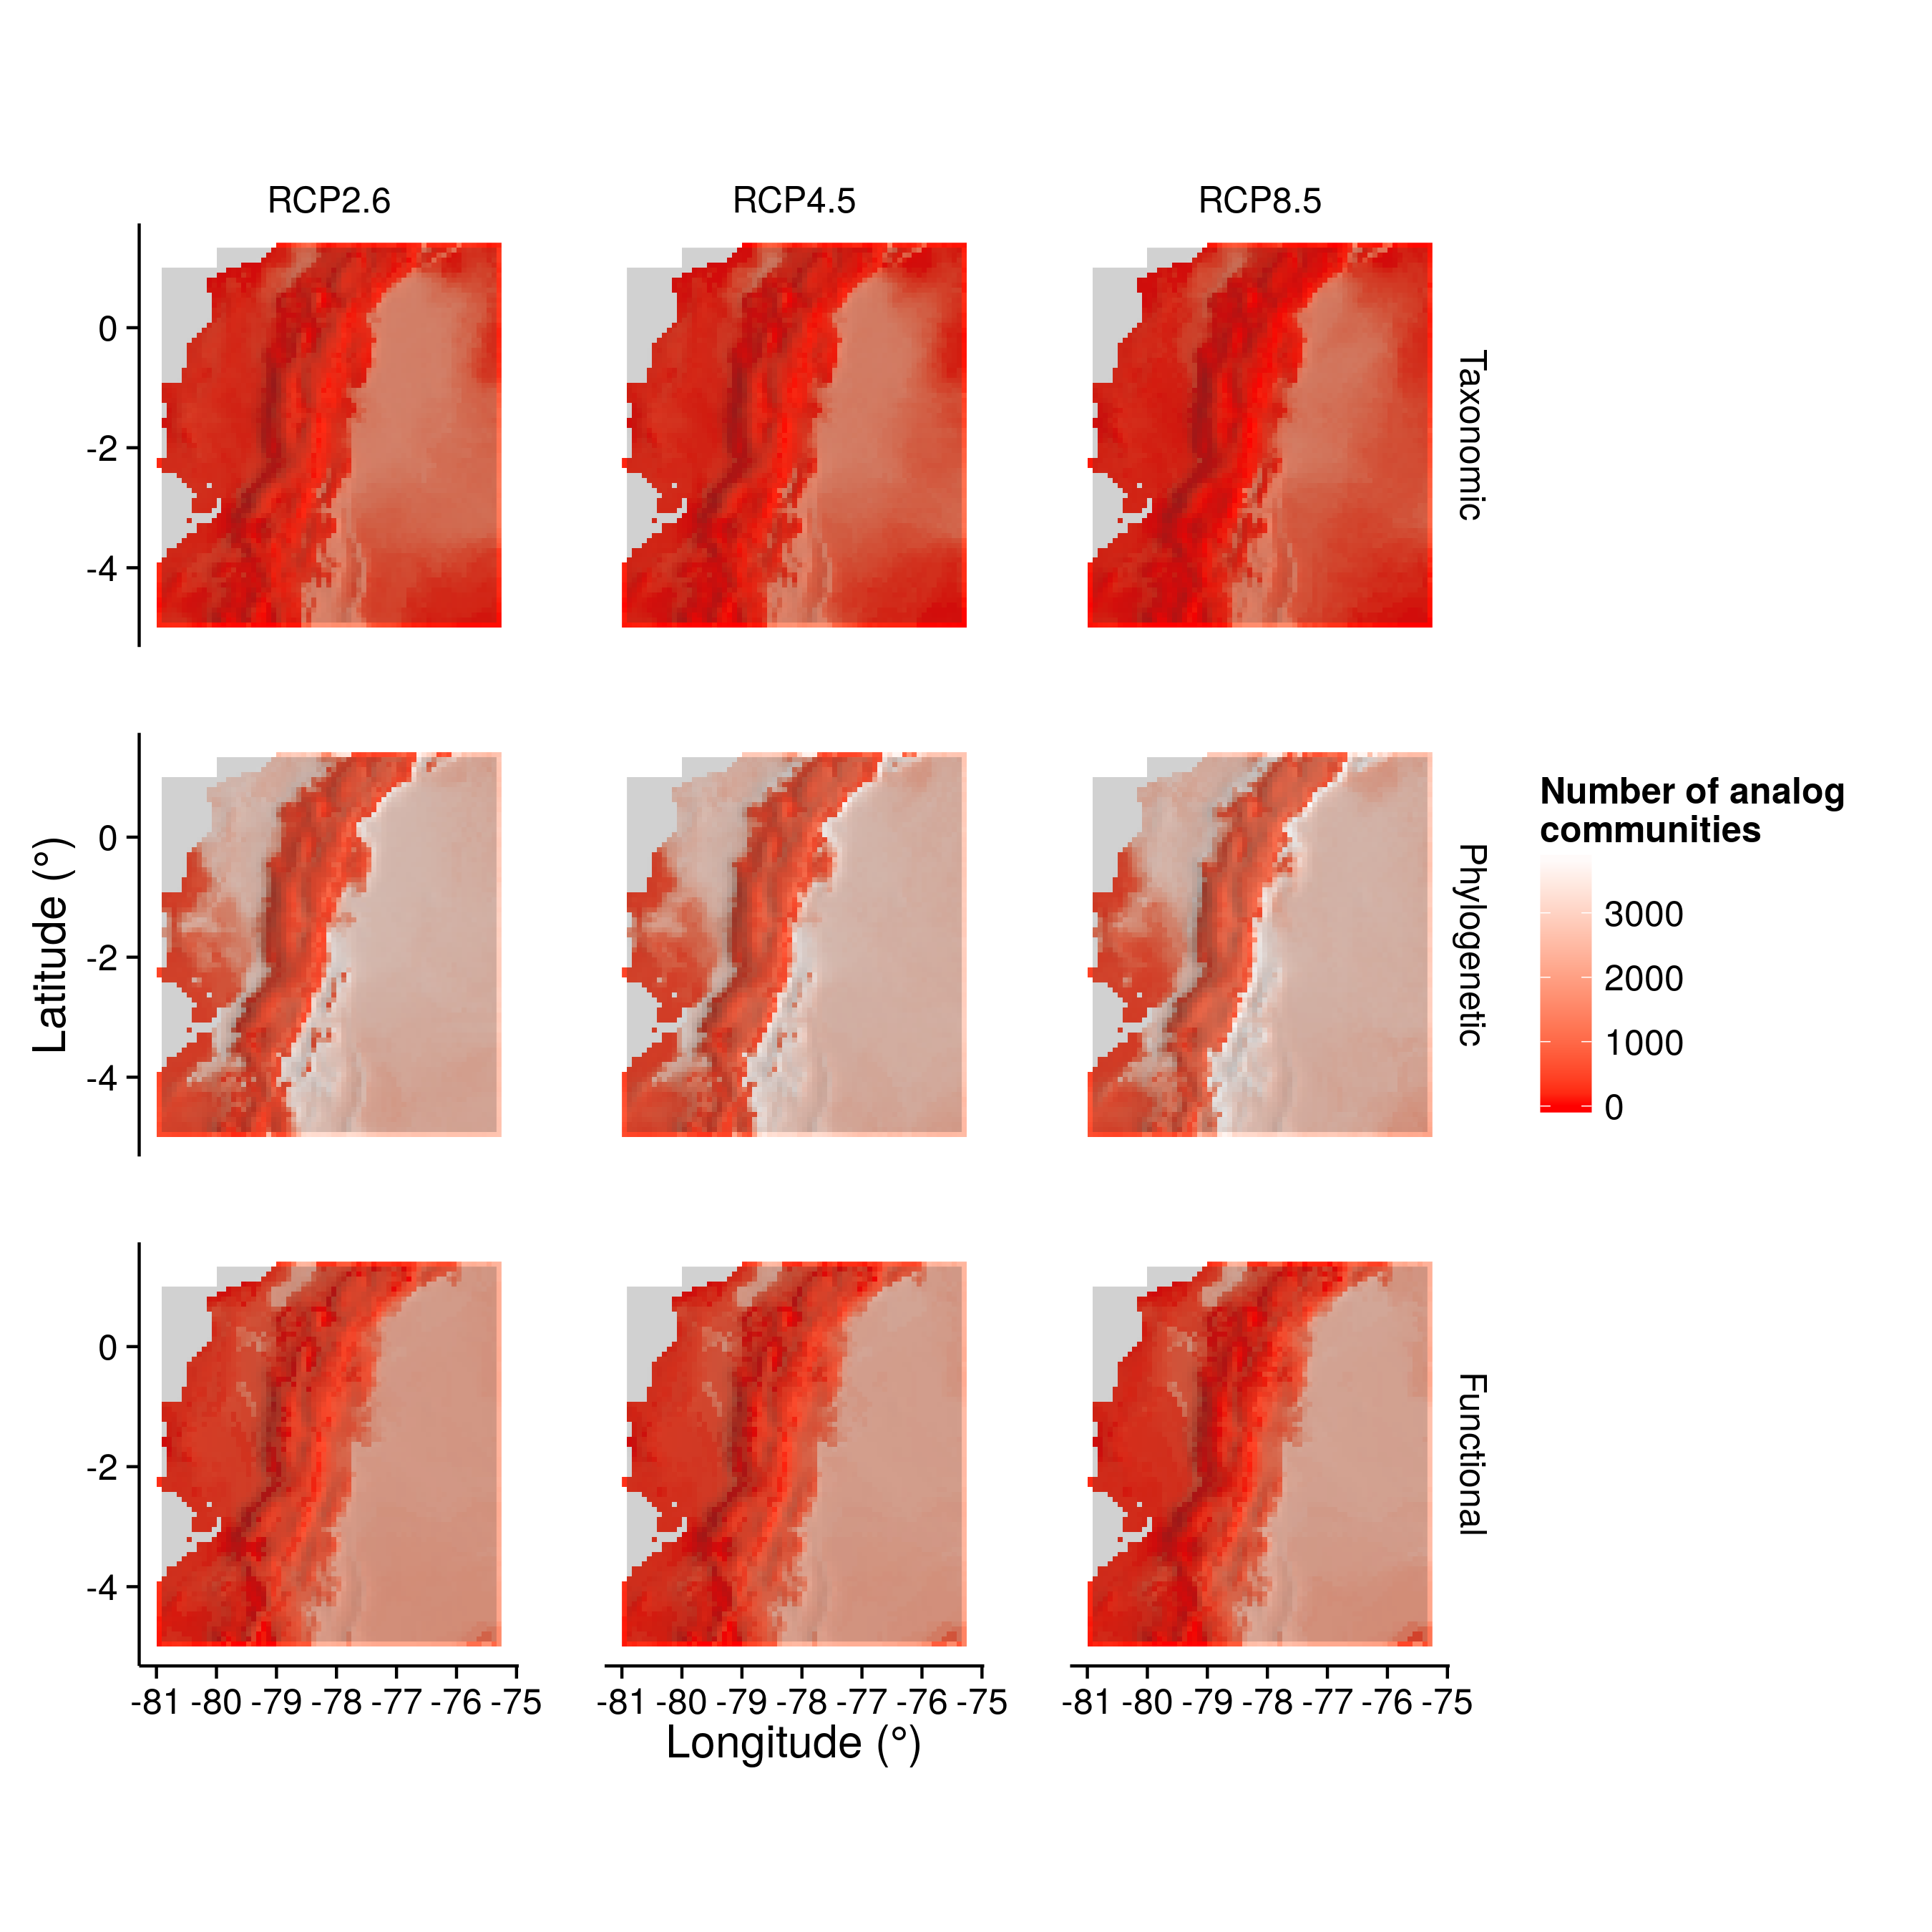 RCP2.6 RCP4.5 RCP8.5
0
-2
-4
Taxonomic
0
-2
-4
Phylogenetic
Latitude (°)
Number of analog
communities
3000
2000
1000
0
0
-2
-4
Functional
-81 -80 -79 -78 -77 -76 -75 -81 -80 -79 -78 -77 -76 -75 -81 -80 -79 -78 -77 -76 -75
Longitude (°)